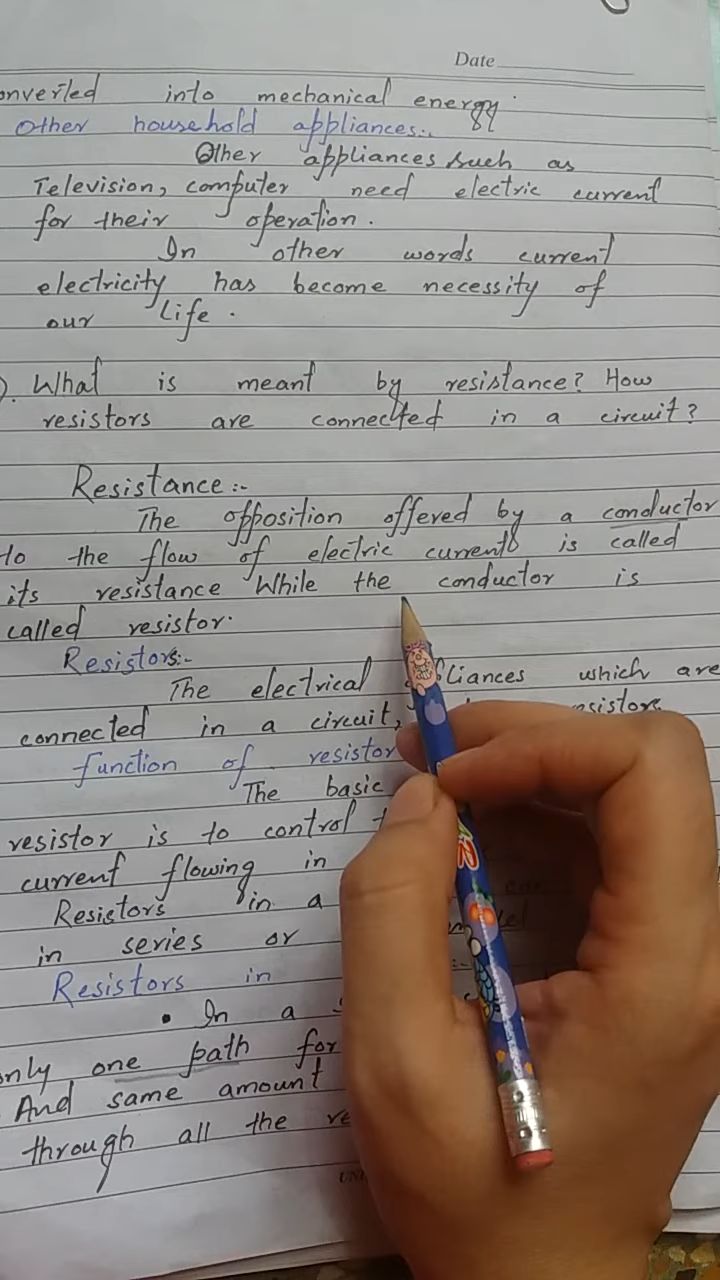 Date
onverted into mechanical energy.
Other household appliances:.
Other appliances such as
Television, computer need electric current
for their operation.
In other words current
electricity has become necessity of
our life.
). What is meant by resistance? How
resistors are connected in a circuit?
Resistance:-
The opposition offered by a conductor
to the flow of electric current is called
its resistance While the conductor is
called resistor.
Resistors:-
The electrical which are
connected in a circuit,
function of resistor
The basic
resistor is to control
current flowing in
Resistors in a
in series or
Resistors in
• In a
only one path for
And same amount
through all the